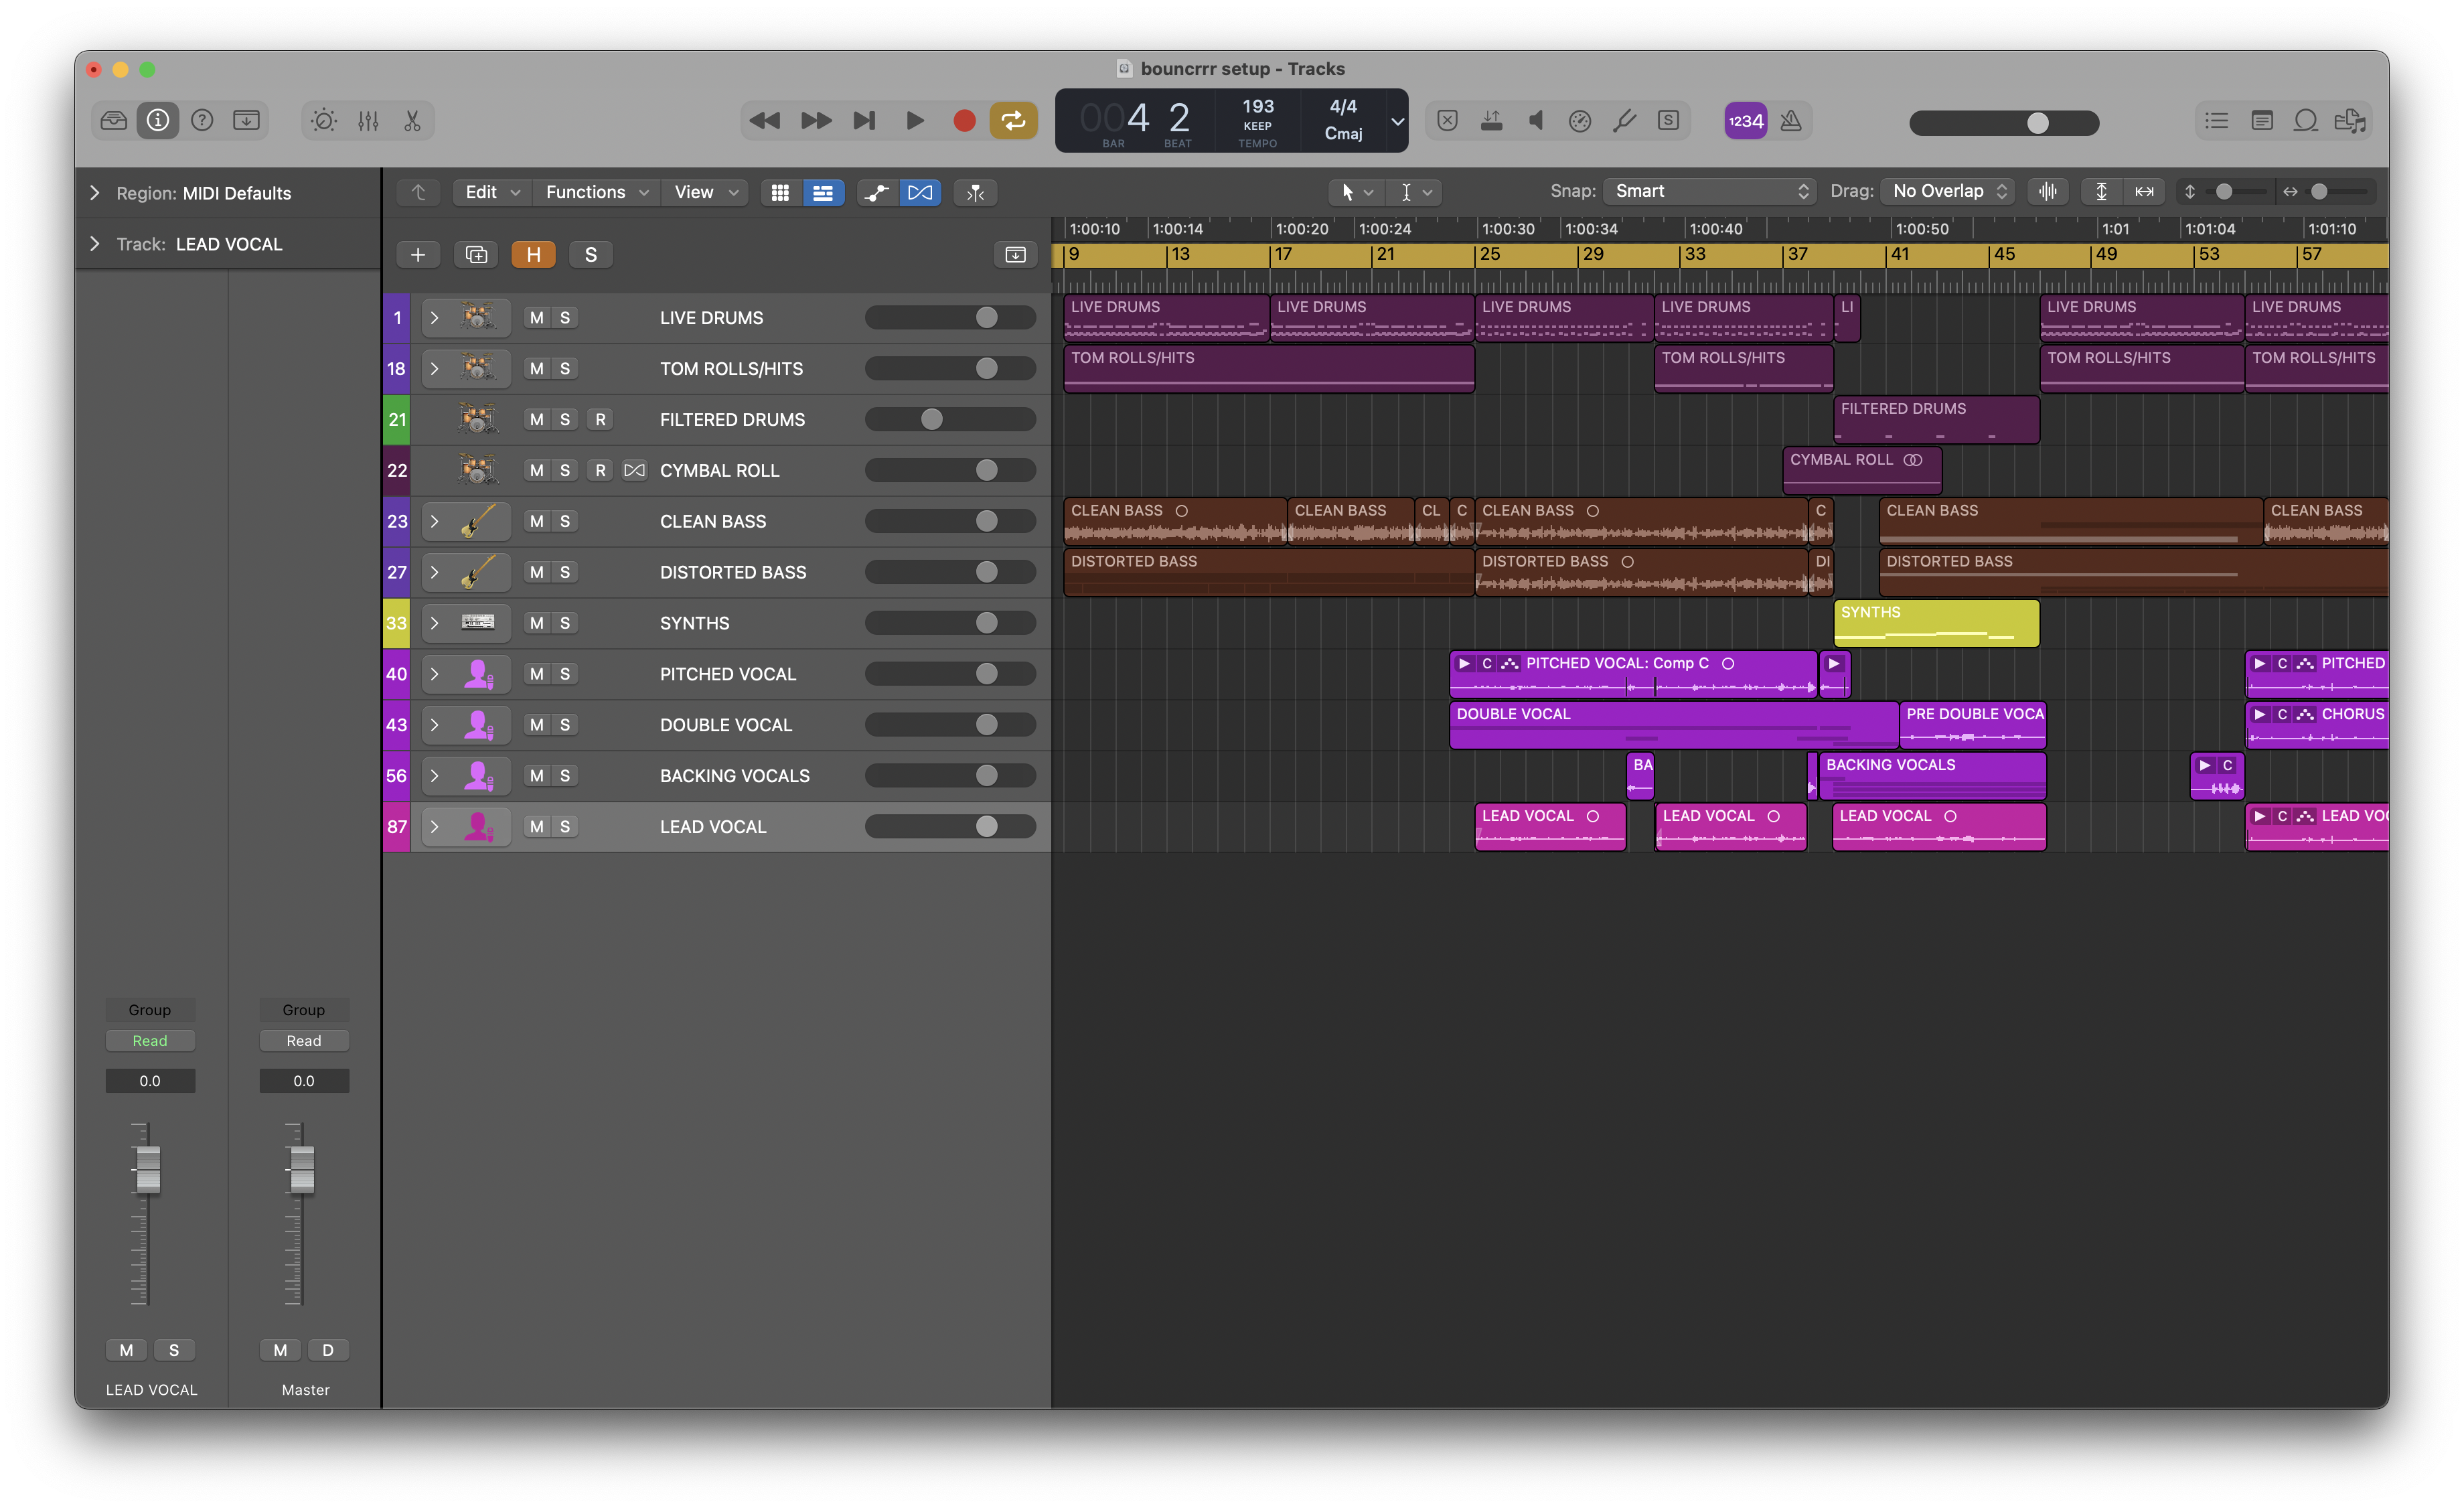 bouncrrr setup - Tracks
004 2 193 4/4
KEEP Cmaj
BAR BEAT TEMPO
1234
Region: MIDI Defaults
Edit Functions View Snap: Smart Drag: No Overlap
Track: LEAD VOCAL
H S
1:00:10 1:00:14 1:00:20 1:00:24 1:00:30 1:00:34 1:00:40 1:00:50 1:01 1:01:04 1:01:10
9 13 17 21 25 29 33 37 41 45 49 53 57
1 M S LIVE DRUMS LIVE DRUMS LIVE DRUMS LIVE DRUMS LIVE DRUMS LI LIVE DRUMS LIVE DRUMS
18 M S TOM ROLLS/HITS TOM ROLLS/HITS TOM ROLLS/HITS TOM ROLLS/HITS TOM ROLLS/HITS
21 M S R FILTERED DRUMS FILTERED DRUMS
22 M S R CYMBAL ROLL CYMBAL ROLL
23 M S CLEAN BASS CLEAN BASS CLEAN BASS CL C CLEAN BASS C CLEAN BASS CLEAN BASS
27 M S DISTORTED BASS DISTORTED BASS DISTORTED BASS DI DISTORTED BASS
33 M S SYNTHS SYNTHS
40 M S PITCHED VOCAL C PITCHED VOCAL: Comp C C PITCHED
43 M S DOUBLE VOCAL DOUBLE VOCAL PRE DOUBLE VOCA C CHORUS
56 M S BACKING VOCALS BA BACKING VOCALS C
87 M S LEAD VOCAL LEAD VOCAL LEAD VOCAL LEAD VOCAL C LEAD VOC
Group Group
Read Read
0.0 0.0
M S M D
LEAD VOCAL Master